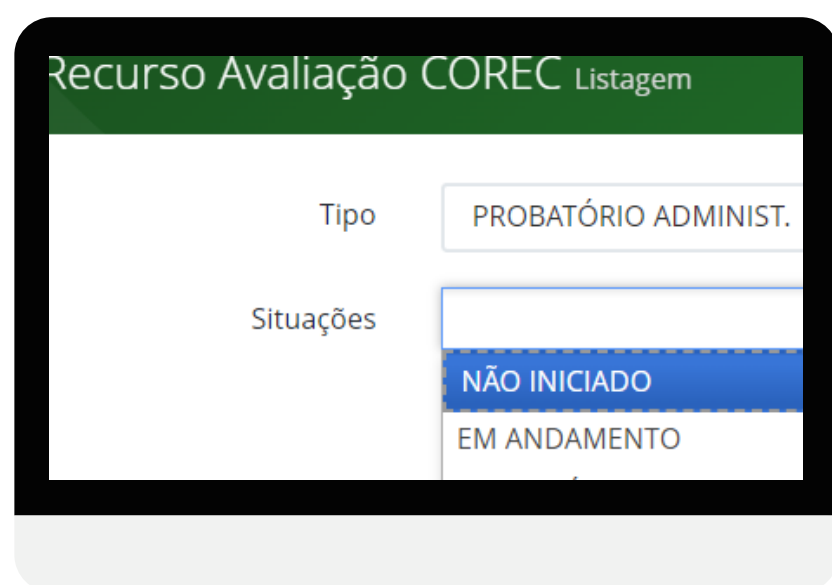 Recurso Avaliação COREC Listagem
Tipo PROBATÓRIO ADMINIST.
Situações
NÃO INICIADO
EM ANDAMENTO